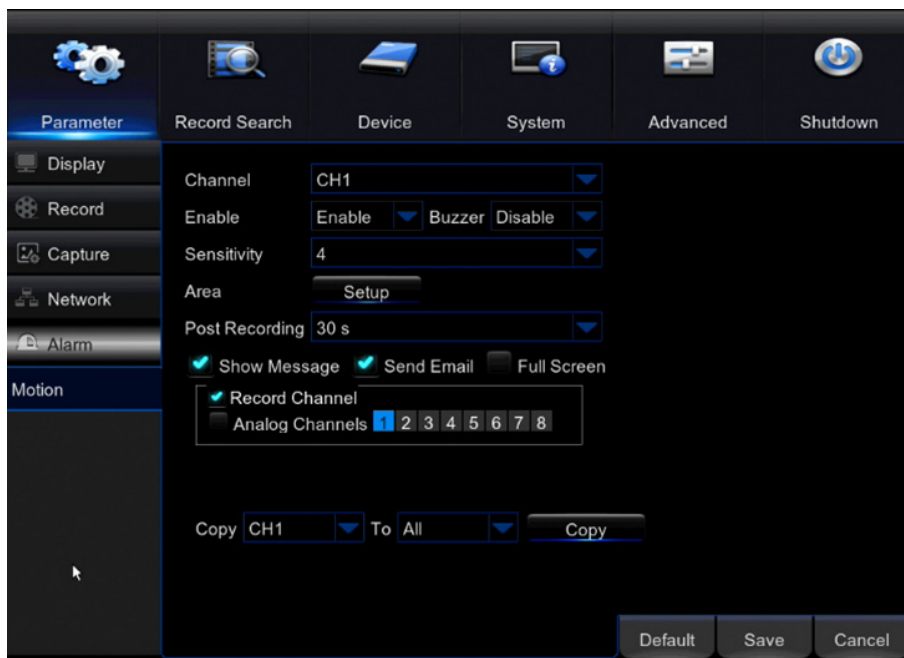 Parameter Record Search Device System Advanced Shutdown
Display
Record
Capture
Network
Alarm
Motion
Channel CH1
Enable Enable Buzzer Disable
Sensitivity 4
Area Setup
Post Recording 30 s
Show Message Send Email Full Screen
Record Channel
Analog Channels 1 2 3 4 5 6 7 8
Copy CH1 To All Copy
Default Save Cancel